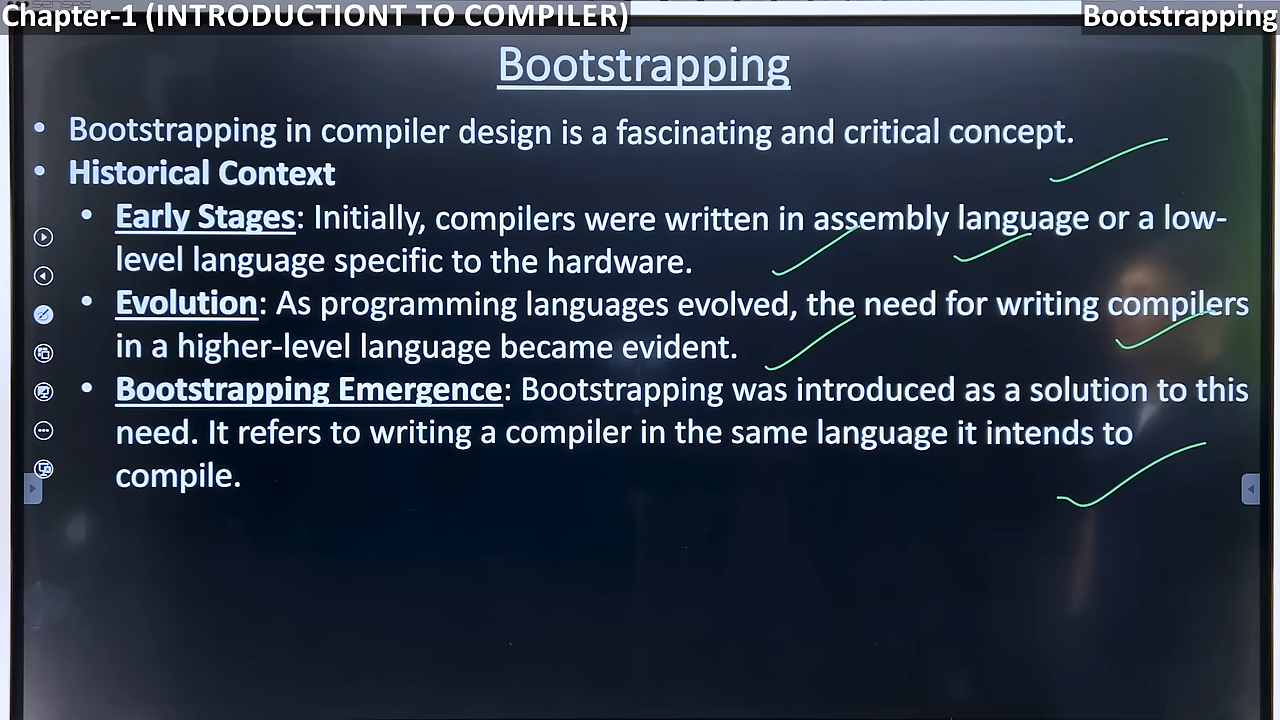 Chapter-1 (INTRODUCTIONT TO COMPILER)
Bootstrapping
Bootstrapping
• Bootstrapping in compiler design is a fascinating and critical concept.
• Historical Context
• Early Stages: Initially, compilers were written in assembly language or a low-
level language specific to the hardware.
• Evolution: As programming languages evolved, the need for writing compilers
in a higher-level language became evident.
• Bootstrapping Emergence: Bootstrapping was introduced as a solution to this
need. It refers to writing a compiler in the same language it intends to
compile.